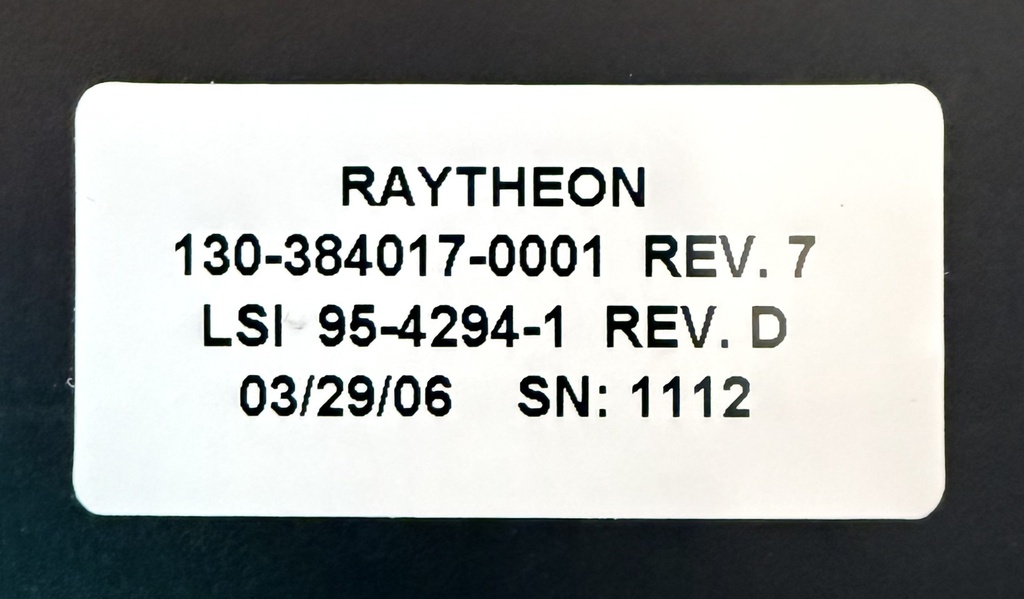 RAYTHEON
130-384017-0001 REV. 7
LSI 95-4294-1 REV. D
03/29/06 SN: 1112